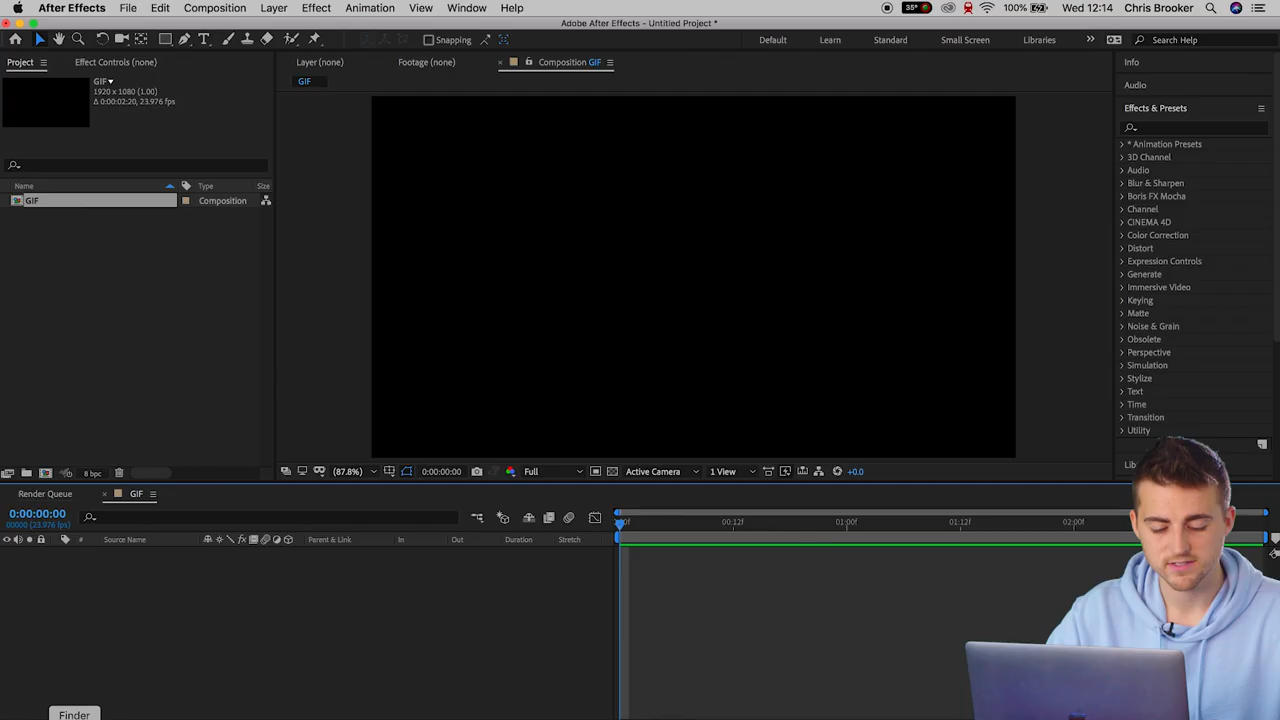 After Effects File Edit Composition Layer Effect Animation View Window Help 35° 100% Wed 12:14 Chris Brooker
Adobe After Effects - Untitled Project *
Snapping Default Learn Standard Small Screen Libraries Search Help
Project Effect Controls (none) Layer (none) Footage (none) Composition GIF Info
GIF
1920 x 1080 (1.00)
Δ 0:00:02:20, 23.976 fps
GIF
Audio
Effects & Presets
Name Type Size
GIF Composition
* Animation Presets
3D Channel
Audio
Blur & Sharpen
Boris FX Mocha
Channel
CINEMA 4D
Color Correction
Distort
Expression Controls
Generate
Immersive Video
Keying
Matte
Noise & Grain
Obsolete
Perspective
Simulation
Stylize
Text
Time
Transition
Utility
8 bpc (87.8%) 0:00:00:00 Full Active Camera 1 View +0.0
Render Queue GIF
0:00:00:00
00000 (23.976 fps)
00:12f 01:00f 01:12f 02:00f
# Source Name Parent & Link In Out Duration Stretch
Finder